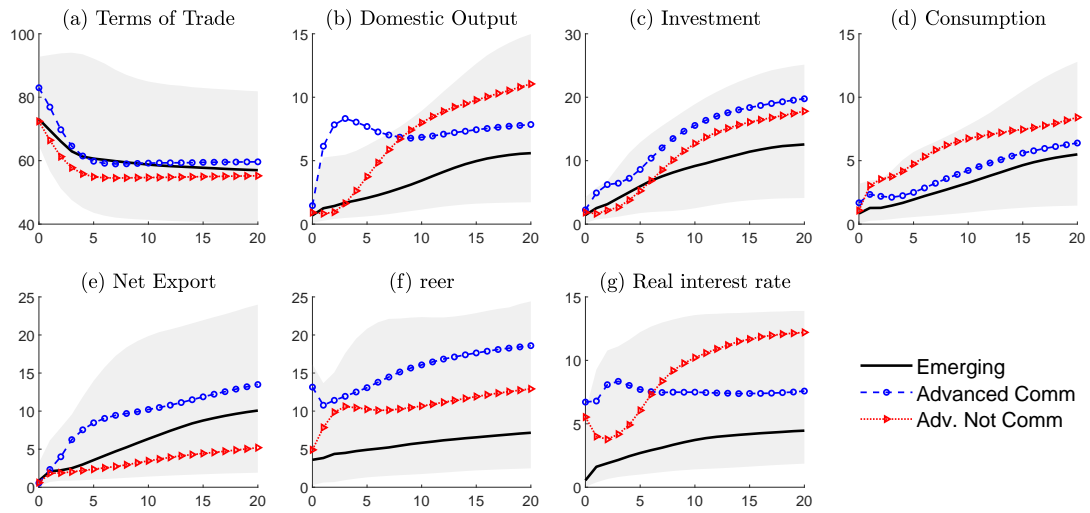 (a) Terms of Trade
(b) Domestic Output
(c) Investment
(d) Consumption
100
80
60
40
0 5 10 15 20
15
10
5
0
0 5 10 15 20
30
20
10
0
0 5 10 15 20
15
10
5
0
0 5 10 15 20
(e) Net Export
(f) reer
(g) Real interest rate
25
20
15
10
5
0
0 5 10 15 20
25
20
15
10
5
0
0 5 10 15 20
15
10
5
0
0 5 10 15 20
Emerging
Advanced Comm
Adv. Not Comm